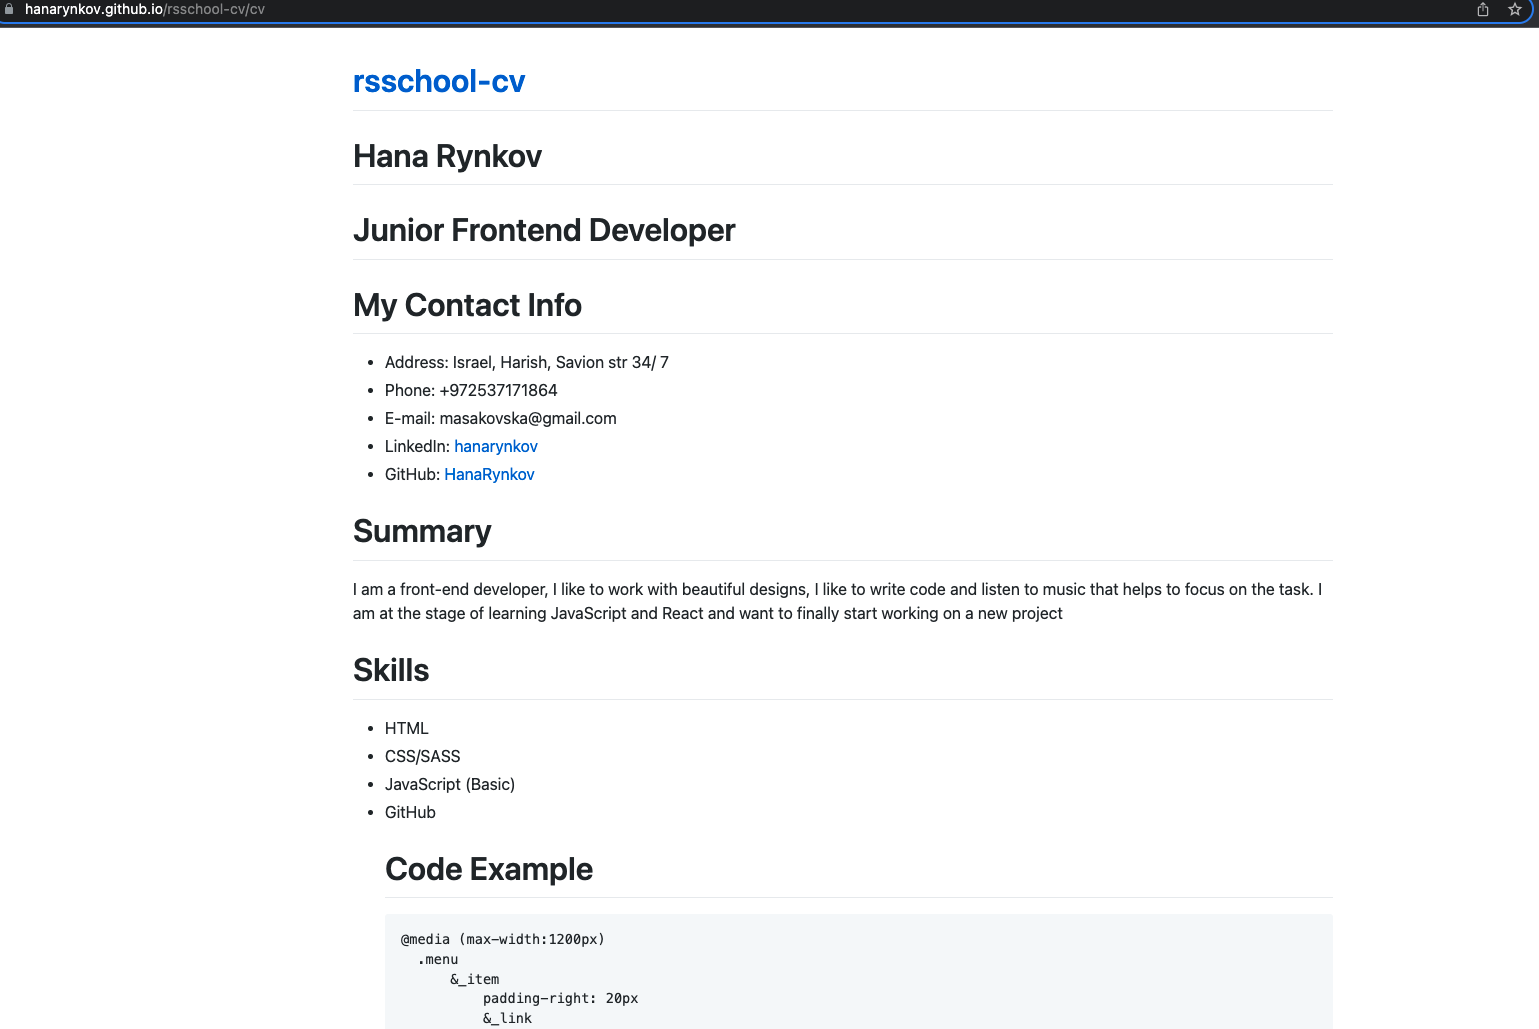 hanarynkov.github.io/rsschool-cv/cv
rsschool-cv
Hana Rynkov
Junior Frontend Developer
My Contact Info
• Address: Israel, Harish, Savion str 34/ 7
• Phone: +972537171864
• E-mail: masakovska@gmail.com
• LinkedIn: hanarynkov
• GitHub: HanaRynkov
Summary
I am a front-end developer, I like to work with beautiful designs, I like to write code and listen to music that helps to focus on the task. I
am at the stage of learning JavaScript and React and want to finally start working on a new project
Skills
• HTML
• CSS/SASS
• JavaScript (Basic)
• GitHub
Code Example
@media (max-width:1200px)
  .menu
      &_item
          padding-right: 20px
          &_link